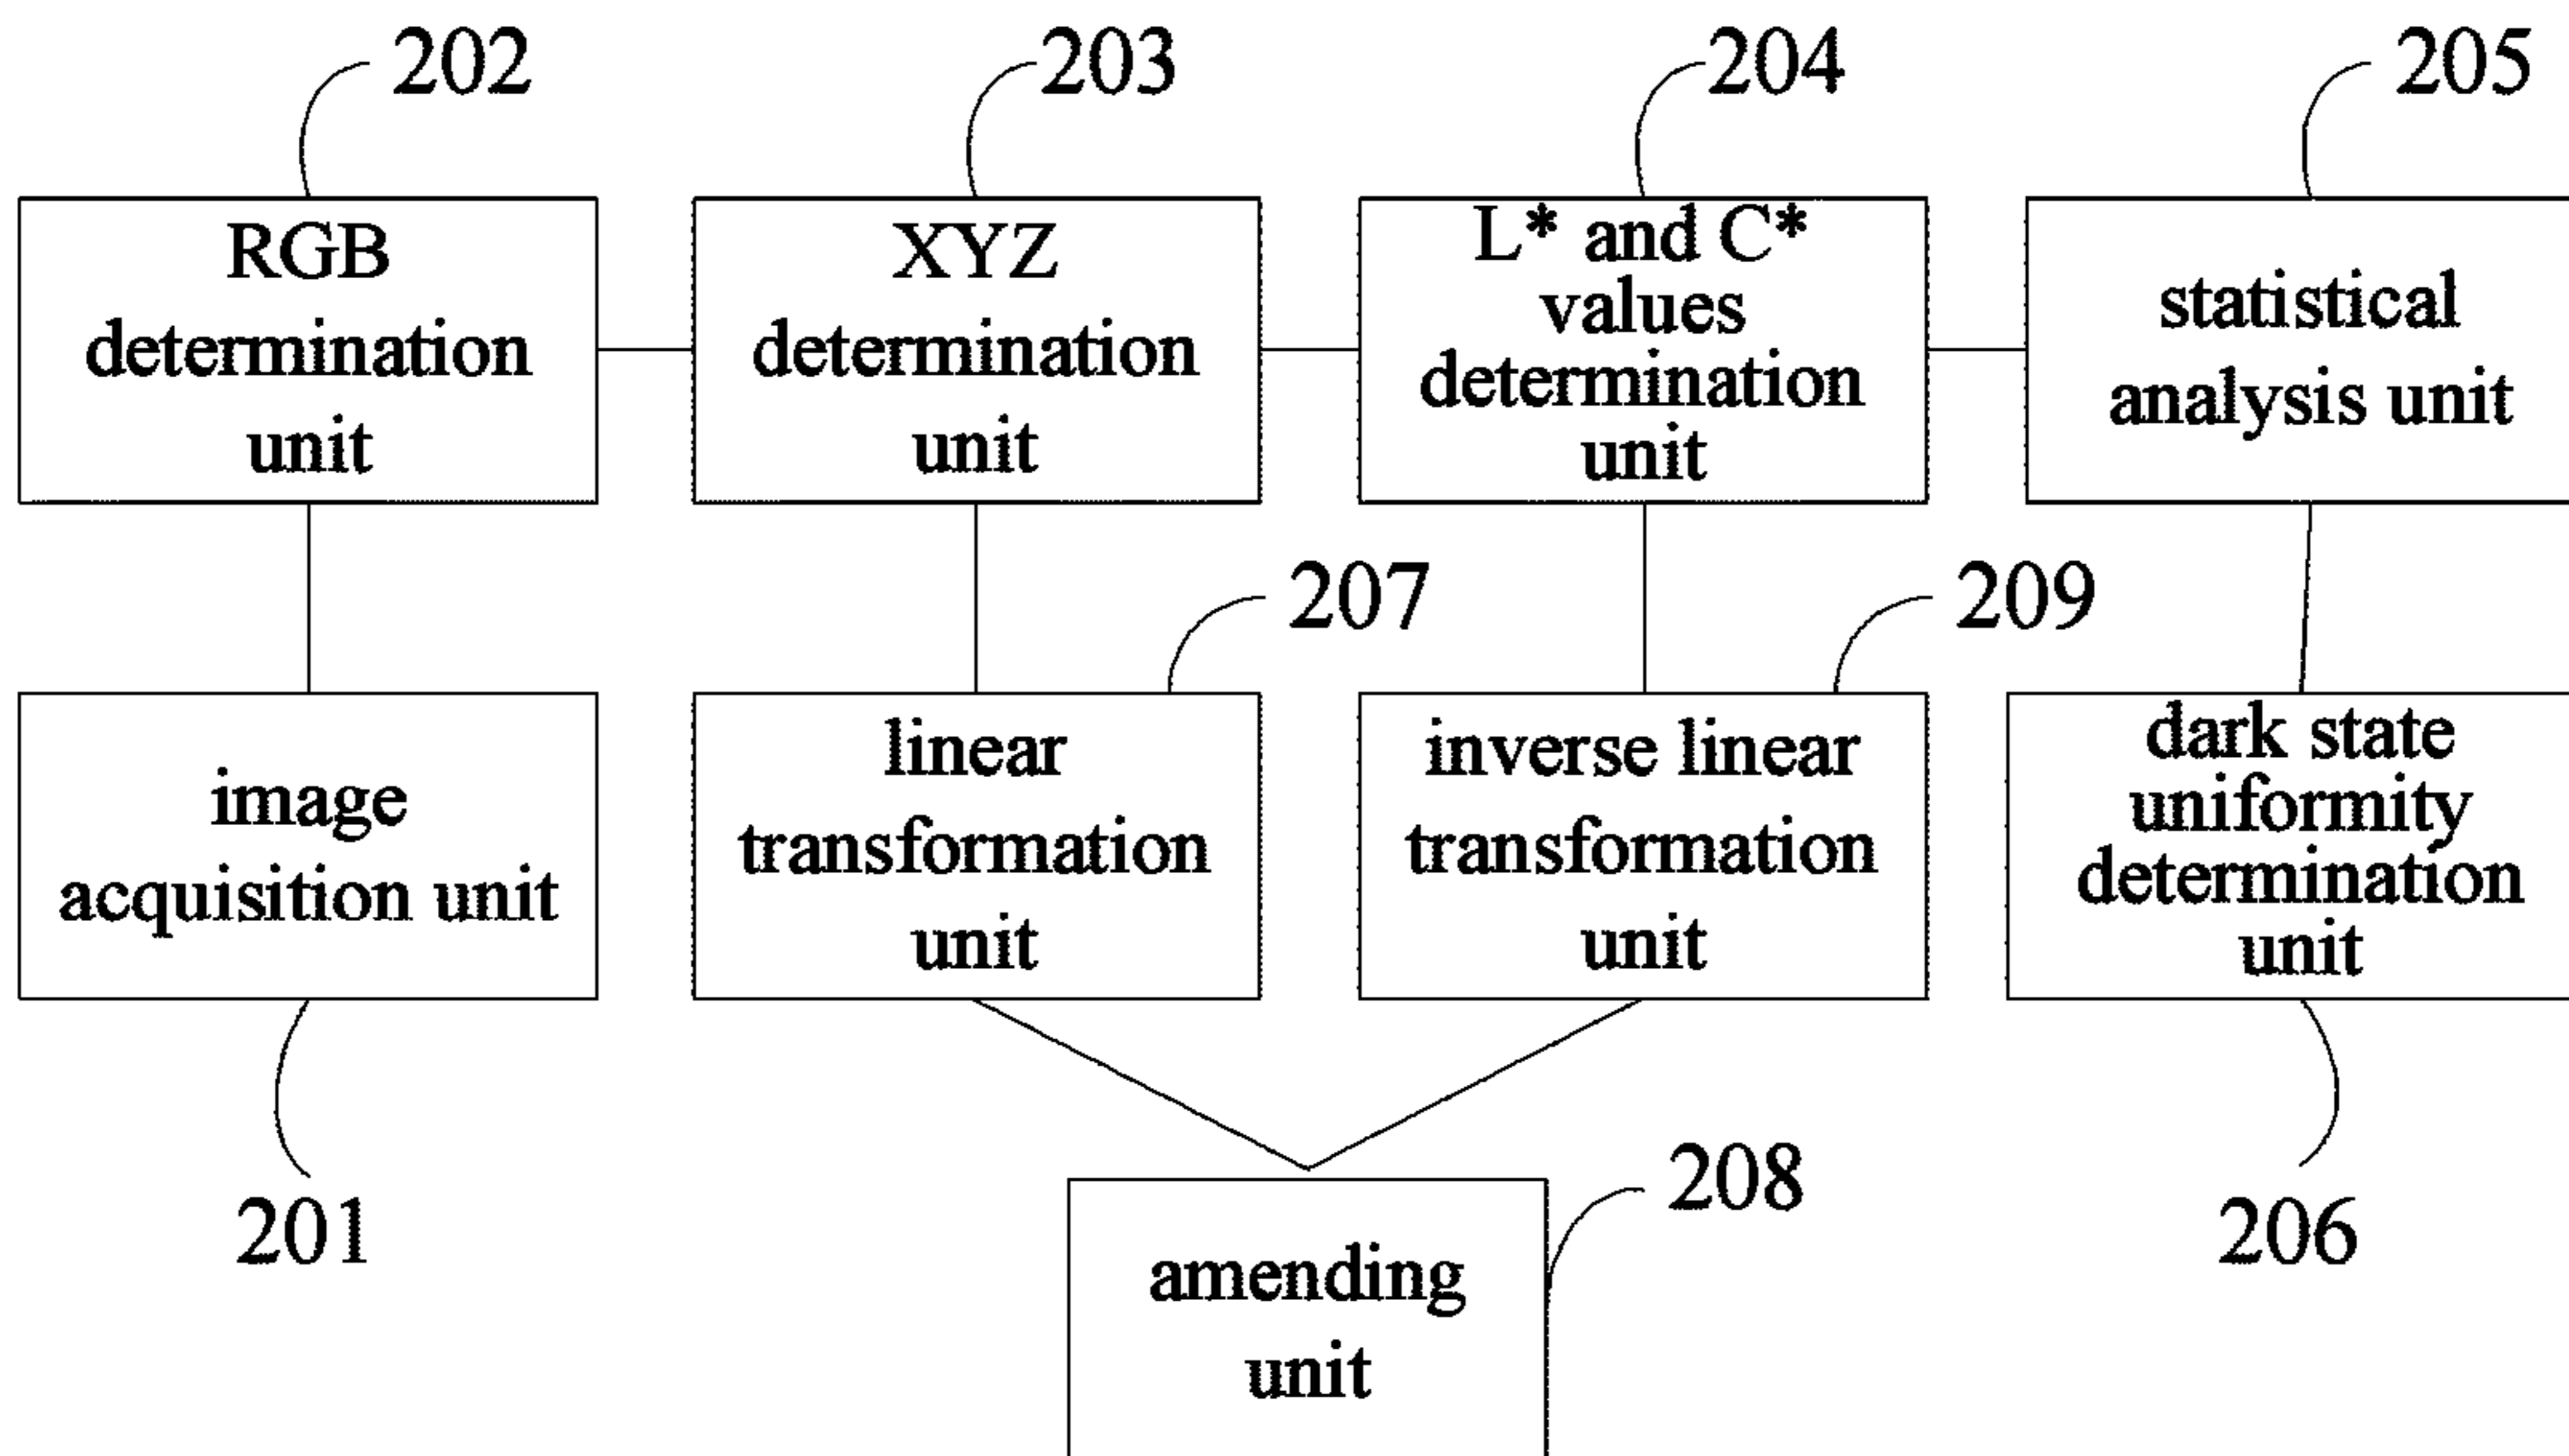 202
203
204
205
RGB
determination
unit
XYZ
determination
unit
L* and C*
values
determination
unit
statistical
analysis unit
207
209
image
acquisition unit
linear
transformation
unit
inverse linear
transformation
unit
dark state
uniformity
determination
unit
201
208
206
amending
unit